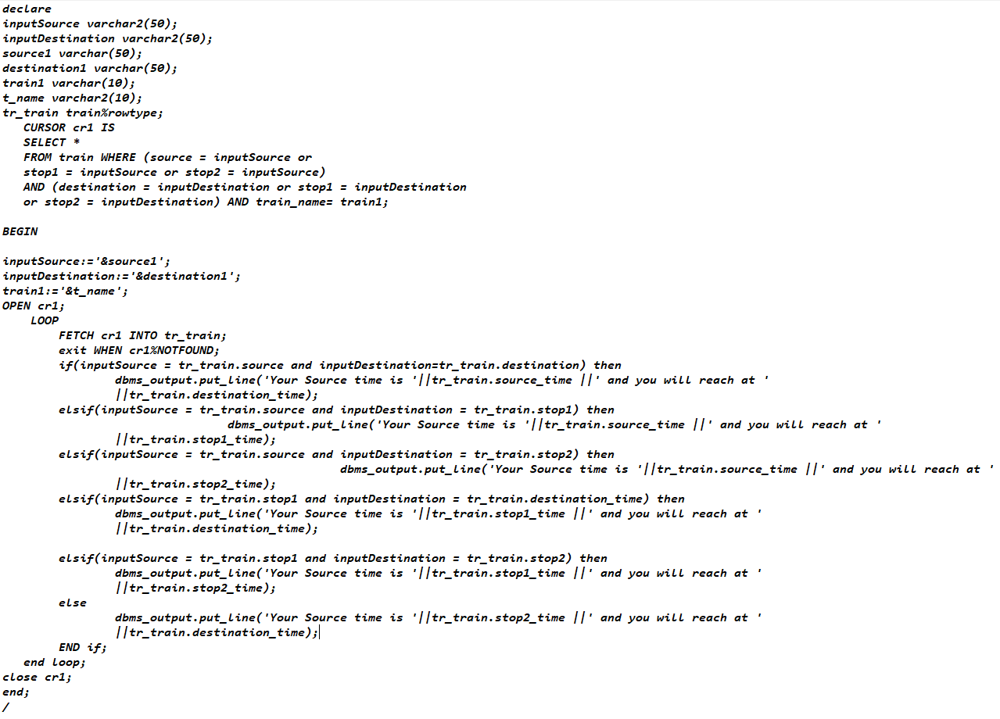 declare
inputSource varchar2(50);
inputDestination varchar2(50);
source1 varchar(50);
destination1 varchar(50);
train1 varchar(10);
t_name varchar2(10);
tr_train train%rowtype;
   CURSOR cr1 IS
   SELECT *
   FROM train WHERE (source = inputSource or
   stop1 = inputSource or stop2 = inputSource)
   AND (destination = inputDestination or stop1 = inputDestination
   or stop2 = inputDestination) AND train_name= train1;

BEGIN

inputSource:='&source1';
inputDestination:='&destination1';
train1:='&t_name';
OPEN cr1;
    LOOP
        FETCH cr1 INTO tr_train;
        exit WHEN cr1%NOTFOUND;
        if(inputSource = tr_train.source and inputDestination=tr_train.destination) then
                dbms_output.put_line('Your Source time is '||tr_train.source_time ||' and you will reach at '
                ||tr_train.destination_time);
        elsif(inputSource = tr_train.source and inputDestination = tr_train.stop1) then
                                dbms_output.put_line('Your Source time is '||tr_train.source_time ||' and you will reach at '
                ||tr_train.stop1_time);
        elsif(inputSource = tr_train.source and inputDestination = tr_train.stop2) then
                                                dbms_output.put_line('Your Source time is '||tr_train.source_time ||' and you will reach at '
                ||tr_train.stop2_time);
        elsif(inputSource = tr_train.stop1 and inputDestination = tr_train.destination_time) then
                dbms_output.put_line('Your Source time is '||tr_train.stop1_time ||' and you will reach at '
                ||tr_train.destination_time);

        elsif(inputSource = tr_train.stop1 and inputDestination = tr_train.stop2) then
                dbms_output.put_line('Your Source time is '||tr_train.stop1_time ||' and you will reach at '
                ||tr_train.stop2_time);
        else
                dbms_output.put_line('Your Source time is '||tr_train.stop2_time ||' and you will reach at '
                ||tr_train.destination_time);
        END if;
   end loop;
close cr1;
end;
/